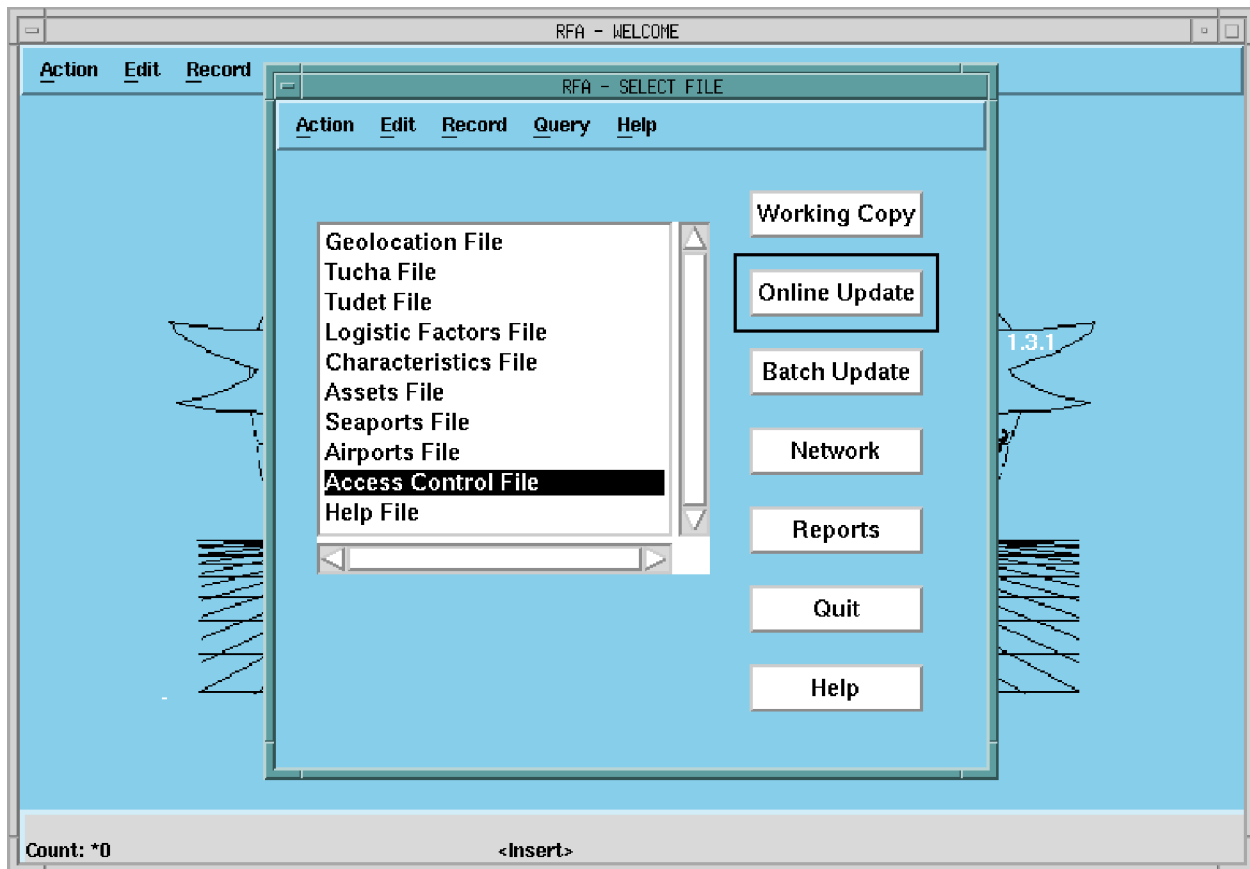 RFA - WELCOME
Action Edit Record
RFA - SELECT FILE
Action Edit Record Query Help
Geolocation File
Tucha File
Tudet File
Logistic Factors File
Characteristics File
Assets File
Seaports File
Airports File
Access Control File
Help File
Working Copy
Online Update
Batch Update
Network
Reports
Quit
Help
1.3.1
Count: *0 <Insert>